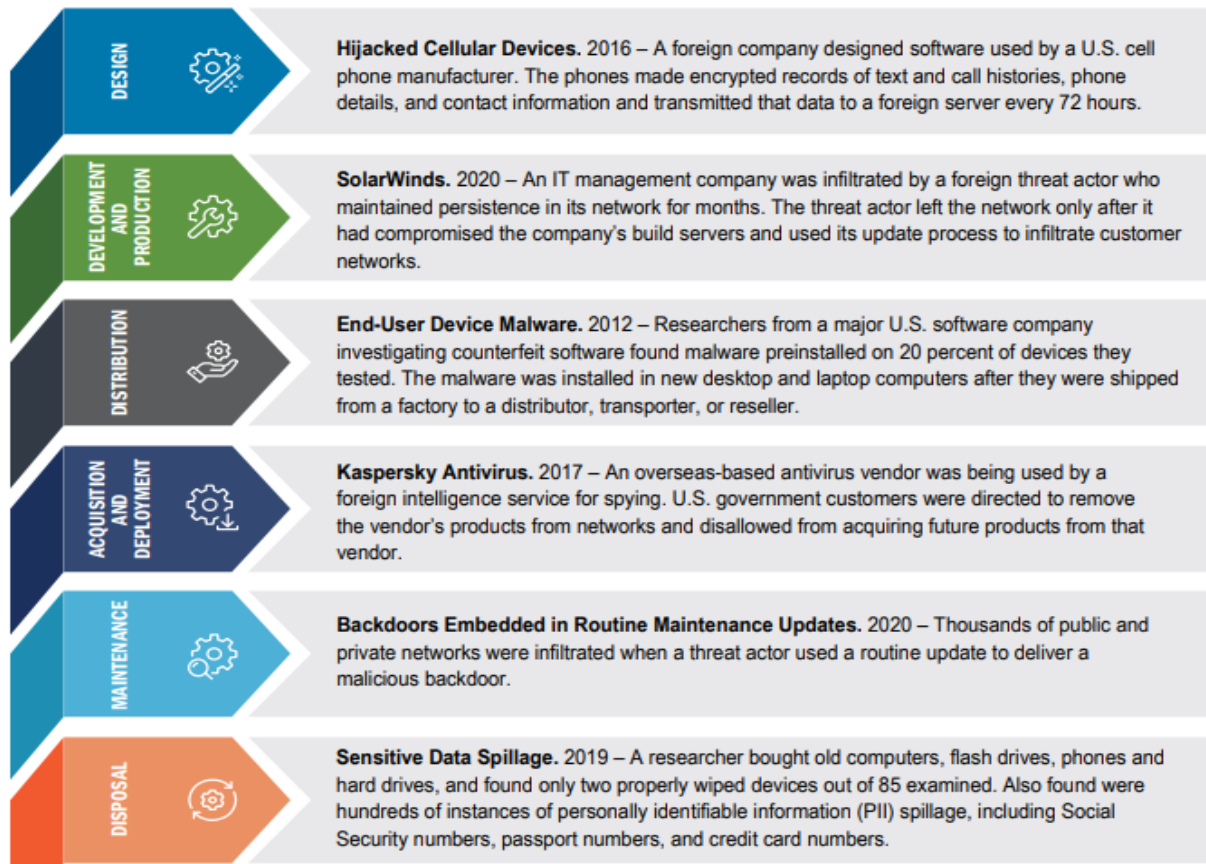 DESIGN
Hijacked Cellular Devices. 2016 – A foreign company designed software used by a U.S. cell
phone manufacturer. The phones made encrypted records of text and call histories, phone
details, and contact information and transmitted that data to a foreign server every 72 hours.
DEVELOPMENT
AND
PRODUCTION
SolarWinds. 2020 – An IT management company was infiltrated by a foreign threat actor who
maintained persistence in its network for months. The threat actor left the network only after it
had compromised the company's build servers and used its update process to infiltrate customer
networks.
DISTRIBUTION
End-User Device Malware. 2012 – Researchers from a major U.S. software company
investigating counterfeit software found malware preinstalled on 20 percent of devices they
tested. The malware was installed in new desktop and laptop computers after they were shipped
from a factory to a distributor, transporter, or reseller.
ACQUISITION
AND
DEPLOYMENT
Kaspersky Antivirus. 2017 – An overseas-based antivirus vendor was being used by a
foreign intelligence service for spying. U.S. government customers were directed to remove
the vendor's products from networks and disallowed from acquiring future products from that
vendor.
MAINTENANCE
Backdoors Embedded in Routine Maintenance Updates. 2020 – Thousands of public and
private networks were infiltrated when a threat actor used a routine update to deliver a
malicious backdoor.
DISPOSAL
Sensitive Data Spillage. 2019 – A researcher bought old computers, flash drives, phones and
hard drives, and found only two properly wiped devices out of 85 examined. Also found were
hundreds of instances of personally identifiable information (PII) spillage, including Social
Security numbers, passport numbers, and credit card numbers.